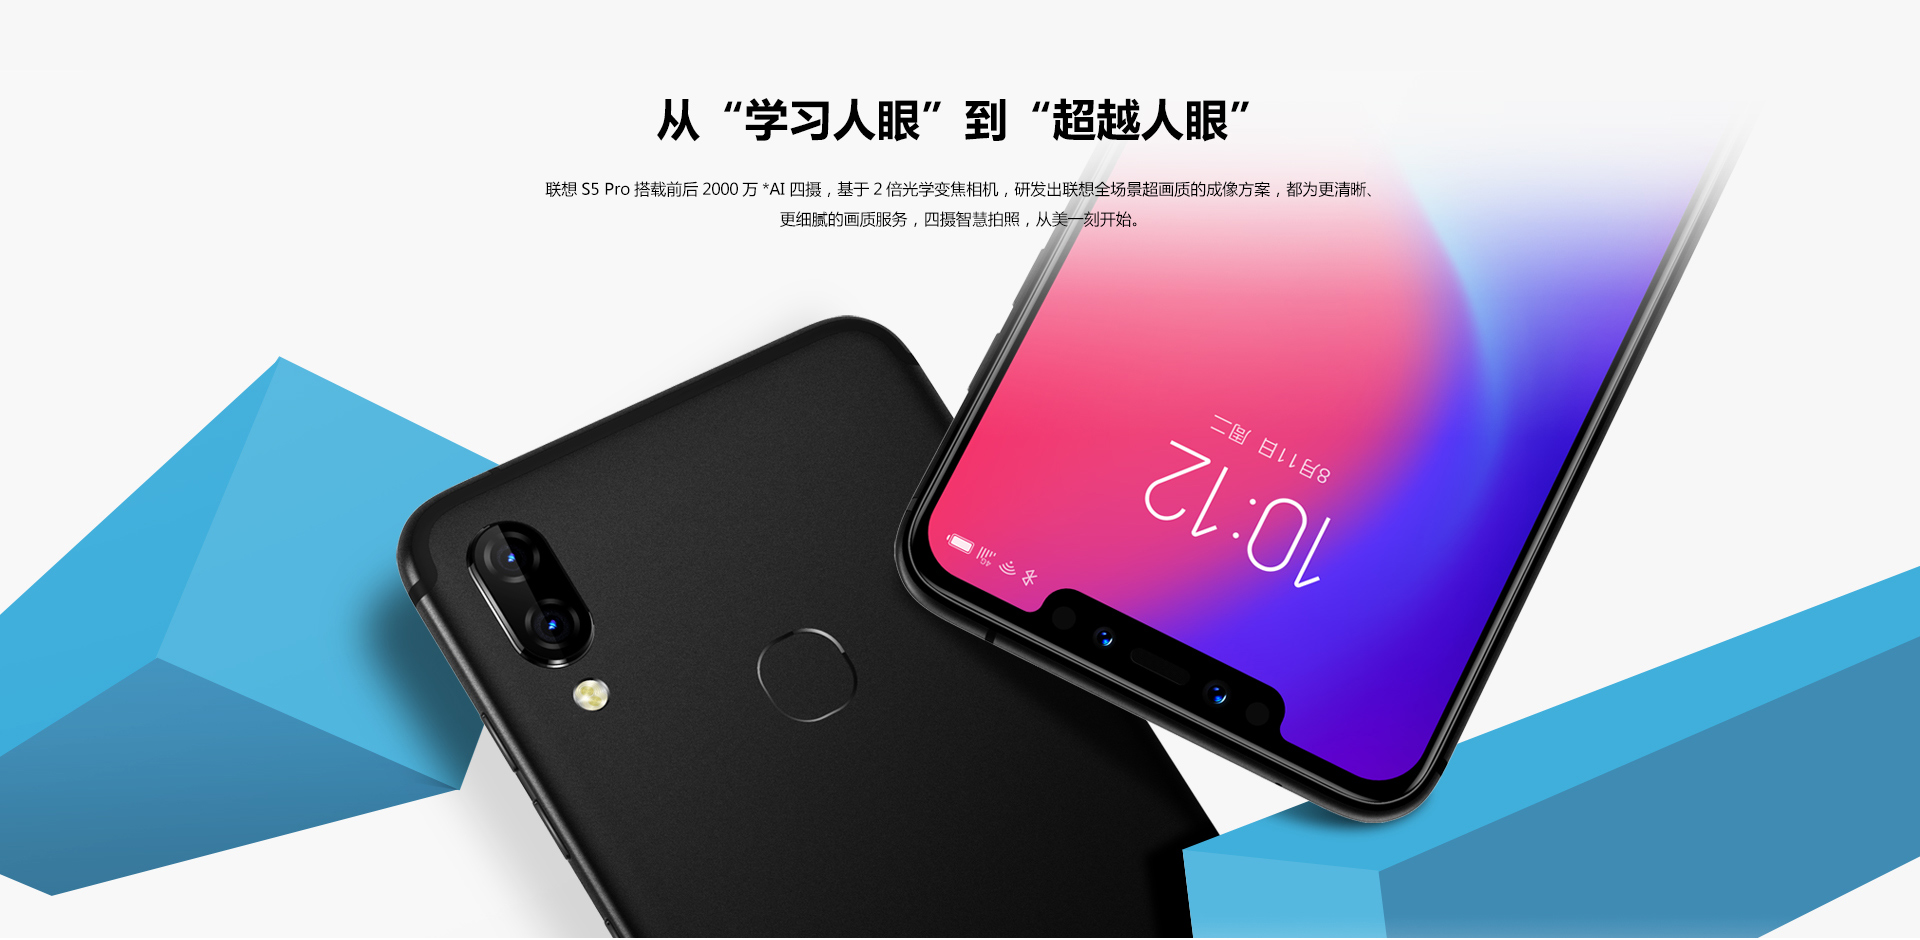 从“学习人眼”到“超越人眼”
联想 S5 Pro 搭载前后 2000 万 *AI 四摄，基于 2 倍光学变焦相机，研发出联想全场景超画质的成像方案，都为更清晰、
更细腻的画质服务，四摄智慧拍照，从美一刻开始。
10:12
8月11日 周二
4G